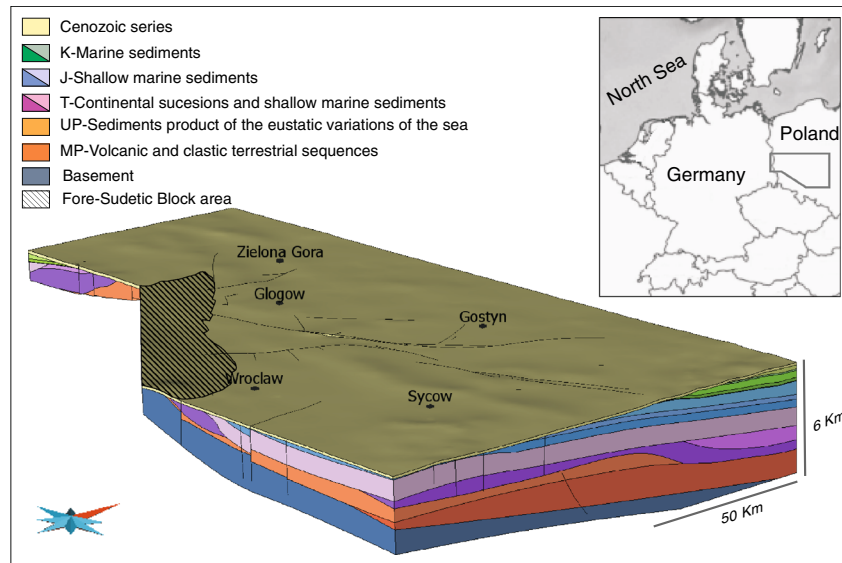 Cenozoic series
K-Marine sediments
J-Shallow marine sediments
T-Continental sucesions and shallow marine sediments
UP-Sediments product of the eustatic variations of the sea
MP-Volcanic and clastic terrestrial sequences
Basement
Fore-Sudetic Block area
North Sea
Poland
Germany
Zielona Gora
Glogow
Gostyn
Wroclaw
Sycow
6 Km
50 Km